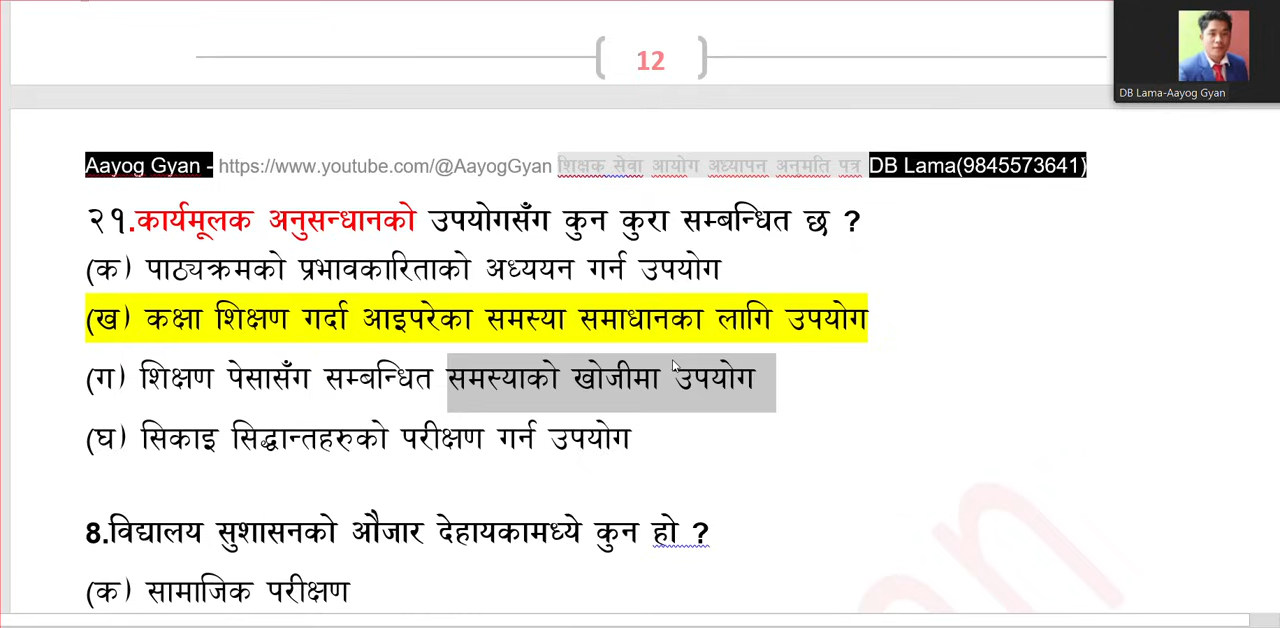 12
DB Lama-Aayog Gyan
Aayog Gyan - https://www.youtube.com/@AayogGyan शिक्षक सेवा आयोग अध्यापन अनुमति पत्र DB Lama(9845573641)
२१.कार्यमूलक अनुसन्धानको उपयोगसँग कुन कुरा सम्बन्धित छ ?
(क) पाठ्यक्रमको प्रभावकारिताको अध्ययन गर्न उपयोग
(ख) कक्षा शिक्षण गर्दा आइपरेका समस्या समाधानका लागि उपयोग
(ग) शिक्षण पेसासँग सम्बन्धित समस्याको खोजीमा उपयोग
(घ) सिकाइ सिद्धान्तहरुको परीक्षण गर्न उपयोग
8.विद्यालय सुशासनको औजार देहायकामध्ये कुन हो ?
(क) सामाजिक परीक्षण